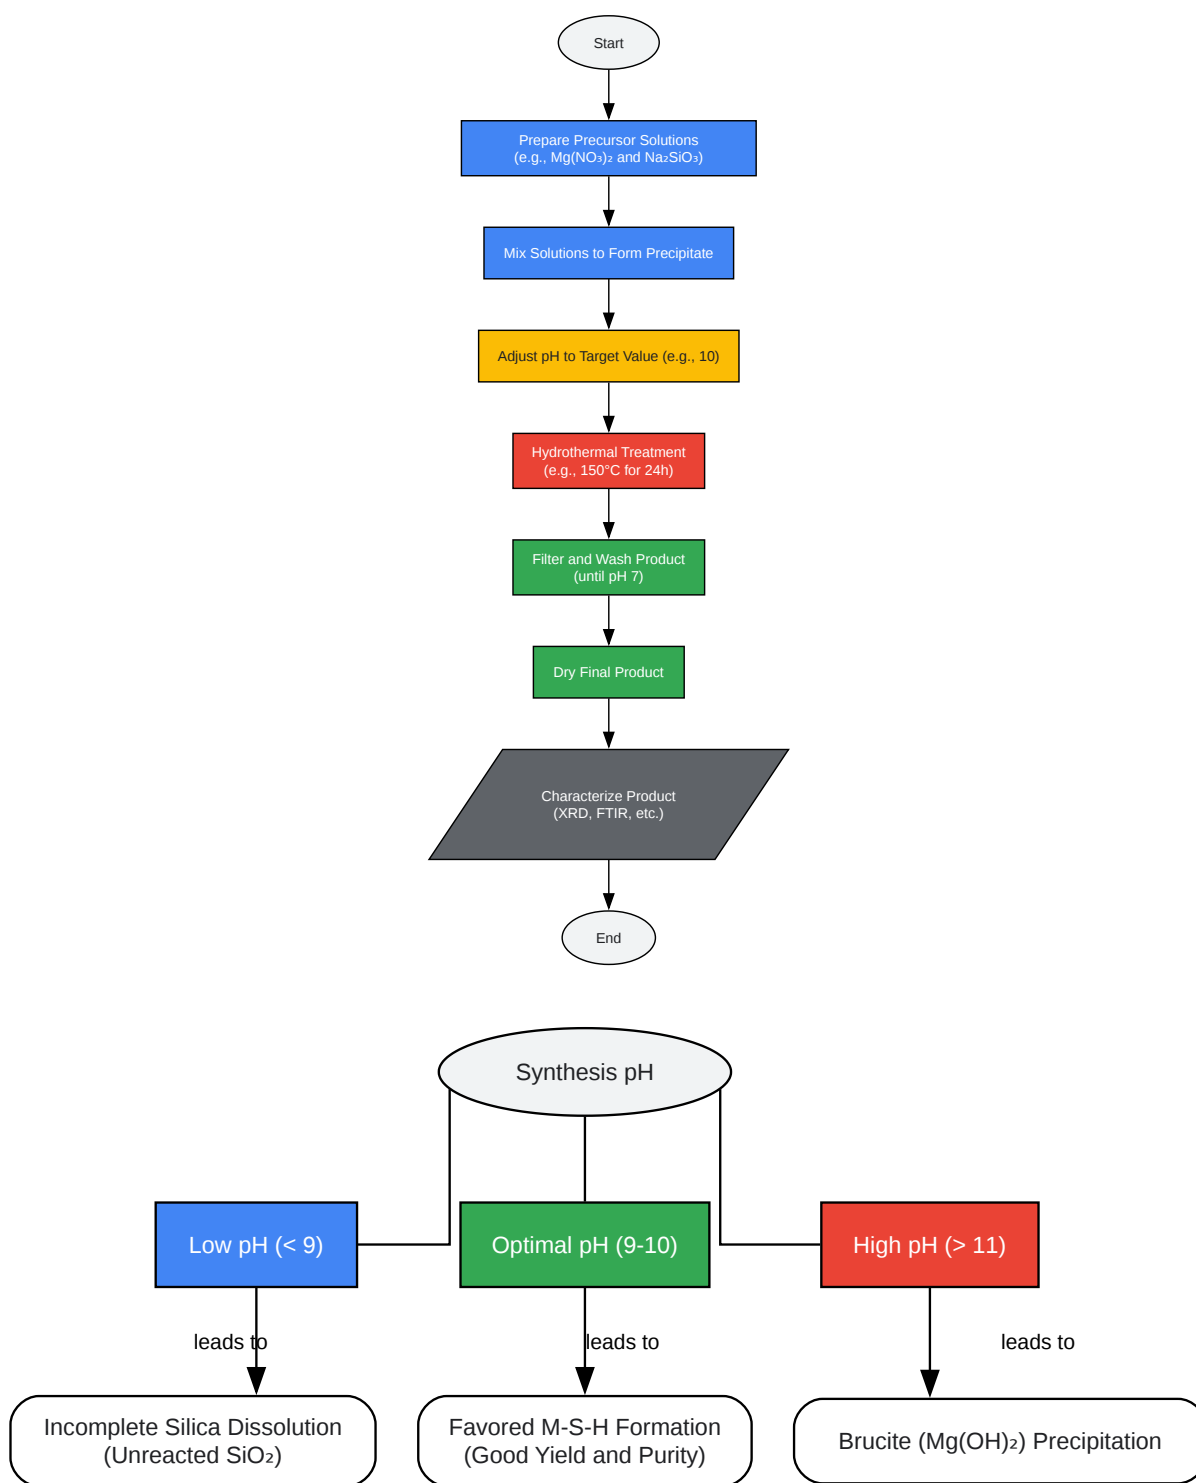 Start
Prepare Precursor Solutions
(e.g., Mg(NO₃)₂ and Na₂SiO₃)
Mix Solutions to Form Precipitate
Adjust pH to Target Value (e.g., 10)
Hydrothermal Treatment
(e.g., 150°C for 24h)
Filter and Wash Product
(until pH 7)
Dry Final Product
Characterize Product
(XRD, FTIR, etc.)
End
Synthesis pH
Low pH (< 9)
Optimal pH (9-10)
High pH (> 11)
leads to
leads to
leads to
Incomplete Silica Dissolution
(Unreacted SiO₂)
Favored M-S-H Formation
(Good Yield and Purity)
Brucite (Mg(OH)₂) Precipitation